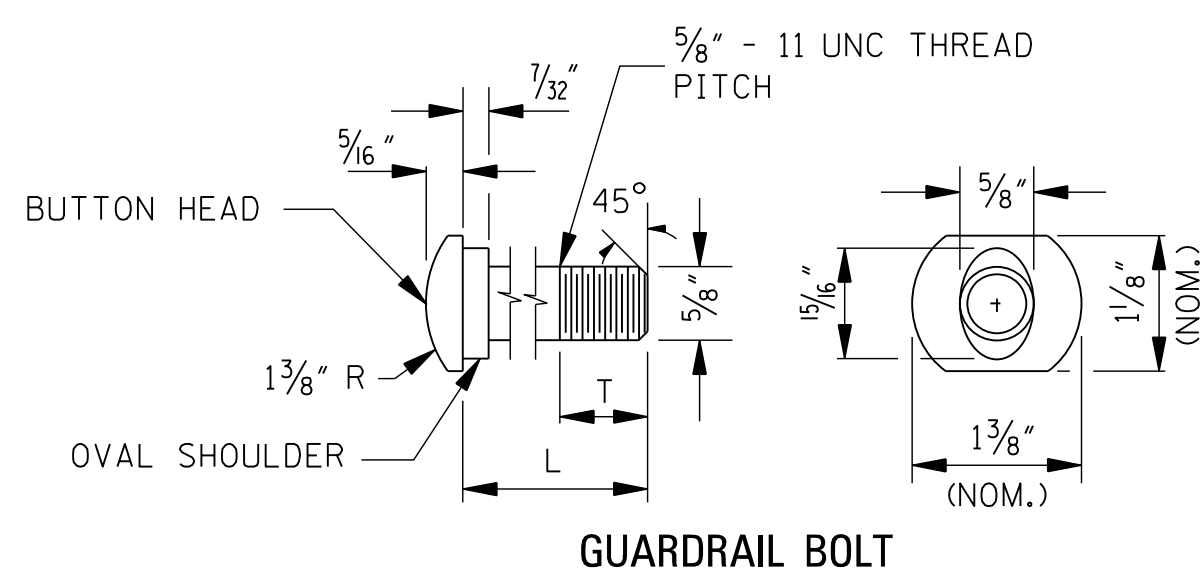 5/8" - 11 UNC THREAD
PITCH
7/32"
5/16"
BUTTON HEAD
45°
5/8"
1 3/8" R
T
OVAL SHOULDER
L
5/8"
15/16"
1 1/8"
(NOM.)
1 3/8"
(NOM.)
GUARDRAIL BOLT